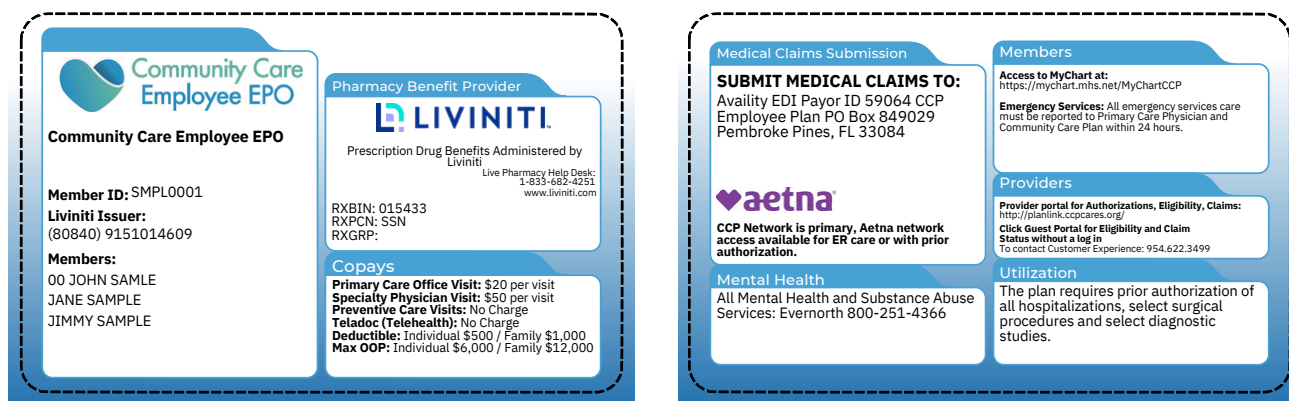 Community Care
Employee EPO
Community Care Employee EPO
Member ID: SMPL0001
Liviniti Issuer:
(80840) 9151014609
Members:
00 JOHN SAMLE
JANE SAMPLE
JIMMY SAMPLE
Pharmacy Benefit Provider
LIVINITI
Prescription Drug Benefits Administered by
Liviniti
Live Pharmacy Help Desk:
1-833-682-4251
www.liviniti.com
RXBIN: 015433
RXPCN: SSN
RXGRP:
Copays
Primary Care Office Visit: $20 per visit
Specialty Physician Visit: $50 per visit
Preventive Care Visits: No Charge
Teladoc (Telehealth): No Charge
Deductible: Individual $500 / Family $1,000
Max OOP: Individual $6,000 / Family $12,000
Medical Claims Submission
SUBMIT MEDICAL CLAIMS TO:
Availity EDI Payor ID 59064 CCP
Employee Plan PO Box 849029
Pembroke Pines, FL 33084
aetna
CCP Network is primary, Aetna network
access available for ER care or with prior
authorization.
Mental Health
All Mental Health and Substance Abuse
Services: Evernorth 800-251-4366
Members
Access to MyChart at:
https://mychart.mhs.net/MyChartCCP
Emergency Services: All emergency services care
must be reported to Primary Care Physician and
Community Care Plan within 24 hours.
Providers
Provider portal for Authorizations, Eligibility, Claims:
http://planlink.ccpcares.org/
Click Guest Portal for Eligibility and Claim
Status without a log in
To contact Customer Experience: 954.622.3499
Utilization
The plan requires prior authorization of
all hospitalizations, select surgical
procedures and select diagnostic
studies.